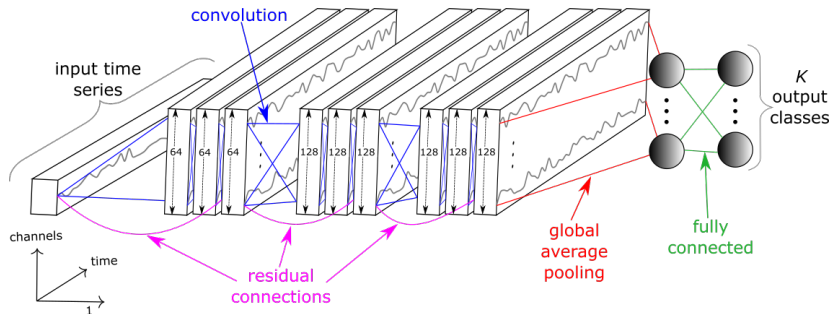 convolution
input time
series
K
output
classes
64
64
64
128
128
128
128
128
128
channels
time
1
residual
connections
global
average
pooling
fully
connected